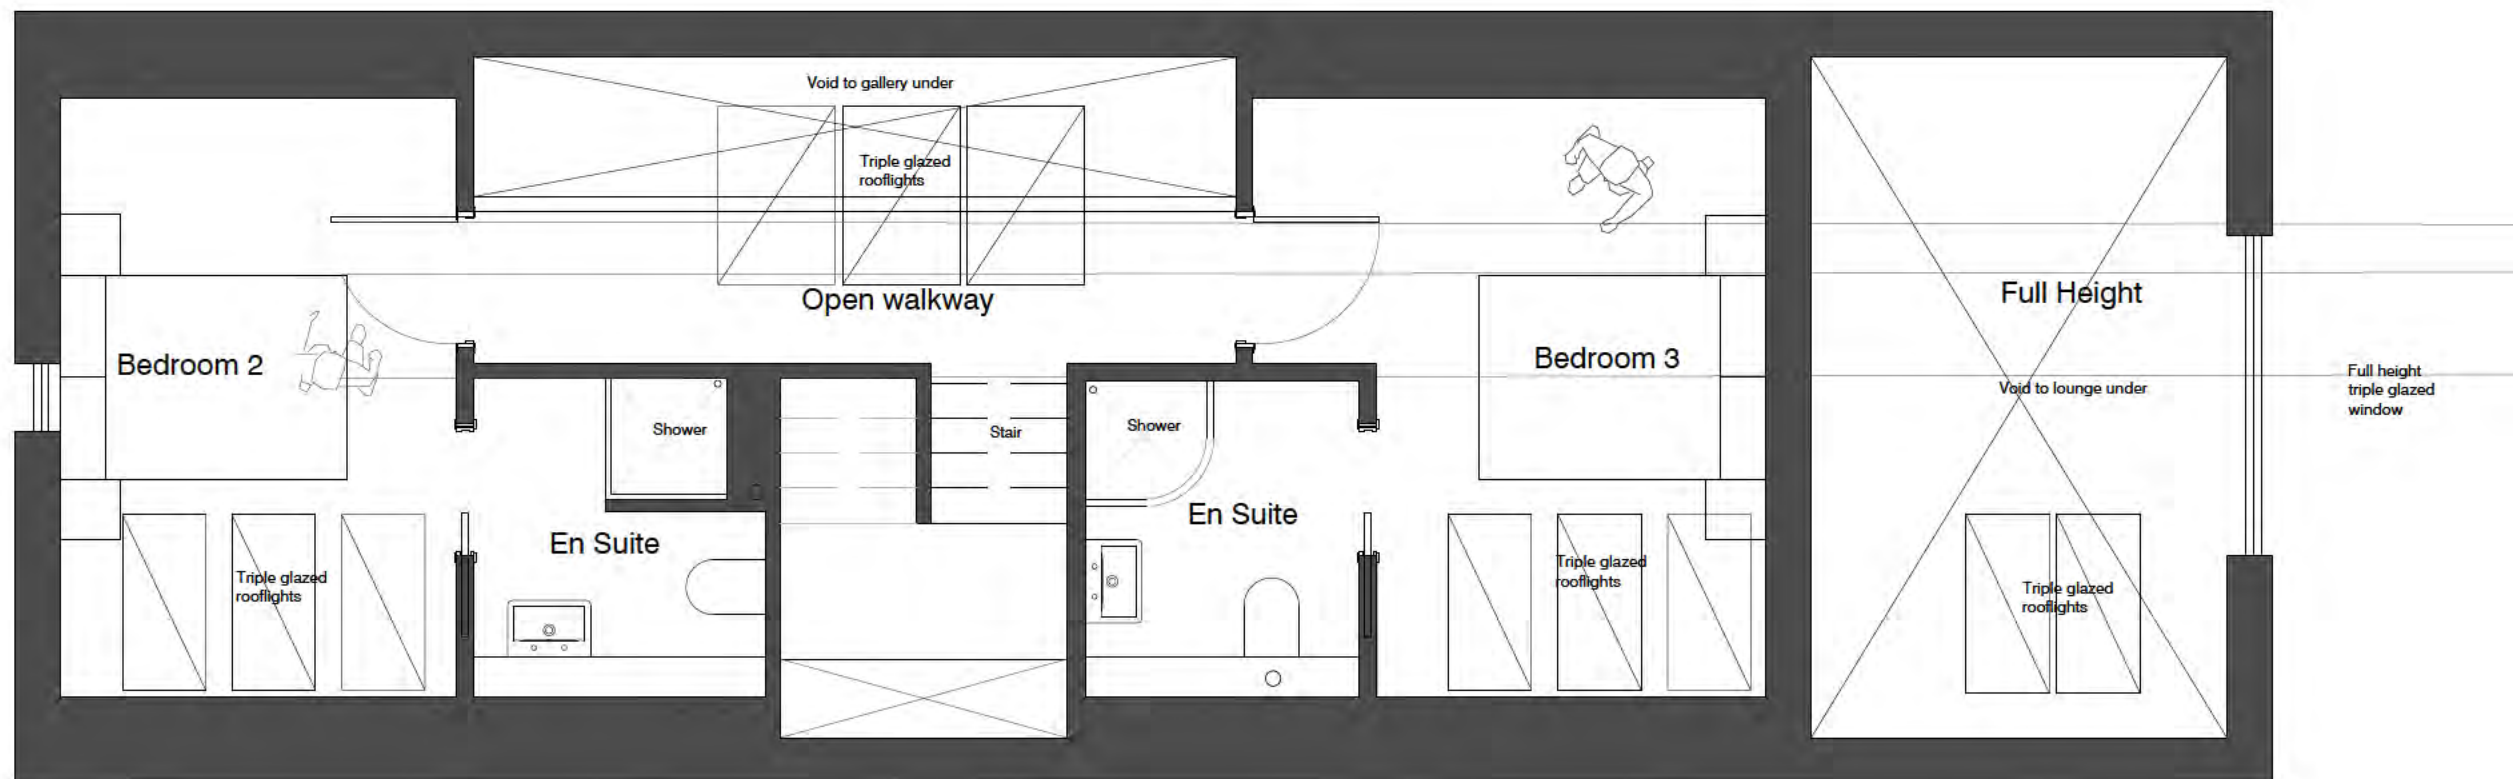 Void to gallery under
Triple glazed
rooflights
Open walkway
Full Height
Bedroom 2
Bedroom 3
Void to lounge under
Full height
triple glazed
window
Shower
Stair
Shower
En Suite
En Suite
Triple glazed
rooflights
Triple glazed
rooflights
Triple glazed
rooflights